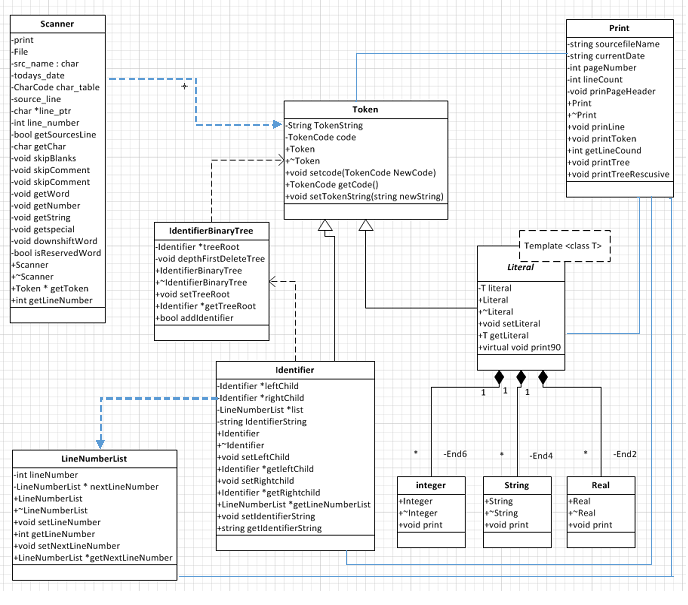 Scanner
-print
-File
-src_name : char
-todays_date
-CharCode char_table
-source_line
-char *line_ptr
-int line_number
-bool getSourcesLine
-char getChar
-void skipBlanks
-void skipComment
-void skipComment
-void getWord
-void getNumber
-void getString
-void getspecial
-void downshiftWord
-bool isReservedWord
+Scanner
+~Scanner
+Token * getToken
+int getLineNumber
Print
-string sourcefileName
-string currentDate
-int pageNumber
-int lineCount
-void prinPageHeader
+Print
+~Print
+void prinLine
+void printToken
+int getLineCound
+void printTree
+void printTreeRescusive
Token
-String TokenString
-TokenCode code
+Token
+~Token
+void setcode(TokenCode NewCode)
+TokenCode getCode()
+void setTokenString(string newString)
IdentifierBinaryTree
-Identifier *treeRoot
-void depthFirstDeleteTree
+IdentifierBinaryTree
+~IdentifierBinaryTree
+void setTreeRoot
+Identifier *getTreeRoot
+bool addIdentifier
Template <class T>
Literal
-T literal
+Literal
+~Literal
+void setLiteral
+T getLiteral
+virtual void print90
Identifier
-Identifier *leftChild
-Identifier *rightChild
-LineNumberList *list
-string IdentifierString
+Identifier
+~Identifier
+void setLeftChild
+Identifier *getleftChild
+void setRightchild
+Identifier *getRightchild
+LineNumberList *getLineNumberList
+void setIdentifierString
+string getIdentifierString
1
1
1
*
-End6
*
-End4
*
-End2
LineNumberList
-int lineNumber
-LineNumberList * nextLineNumber
+LineNumberList
+~LineNumberList
+void setLineNumber
+int getLineNumber
+void setNextLineNumber
+LineNumberList *getNextLineNumber
integer
+Integer
+~Integer
+void print
String
+String
+~String
+void print
Real
+Real
+~Real
+void print